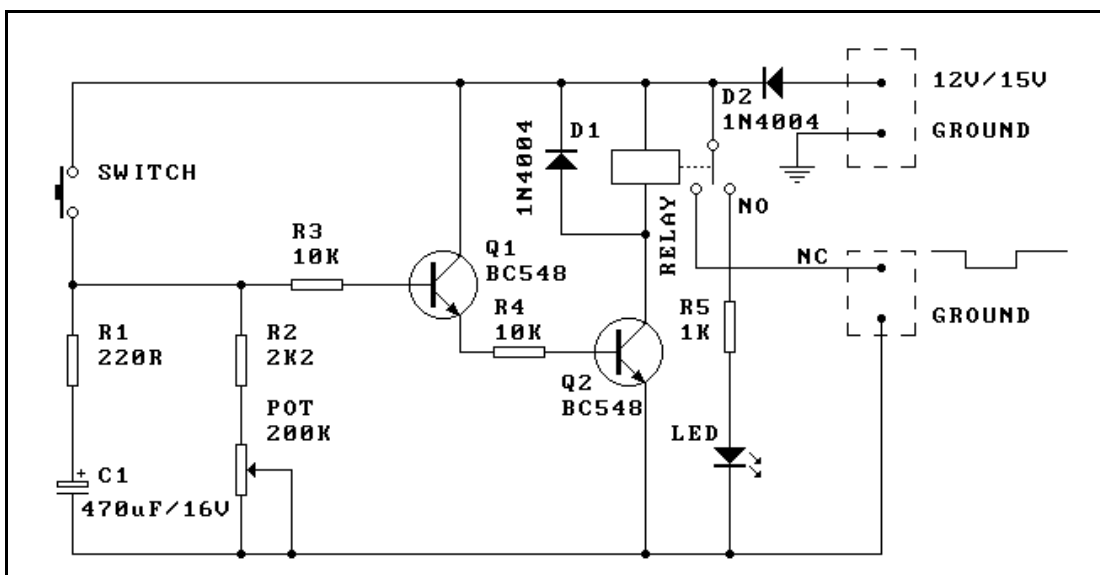 12V/15V
D2
1N4004
GROUND
D1
1N4004
SWITCH
RELAY
NO
R3
10K
Q1
BC548
NC
R4
10K
R5
1K
GROUND
R1
220R
R2
2K2
Q2
BC548
POT
200K
LED
+
C1
470uF/16V